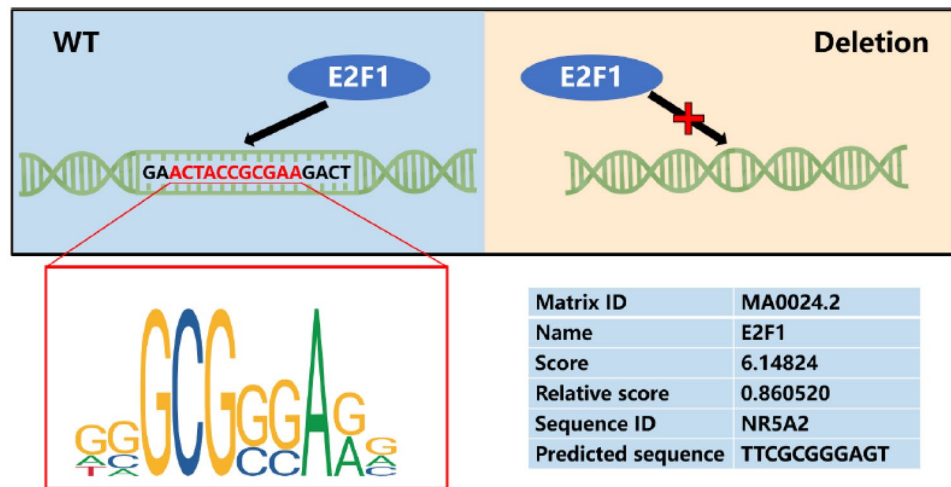 WT
Deletion
E2F1
E2F1
GAACTACCGCGAAGACT
Matrix ID MA0024.2
Name E2F1
Score 6.14824
Relative score 0.860520
Sequence ID NR5A2
Predicted sequence TTCGCGGGAGT
G G G C G G G A G G
A C C C A A
T A C